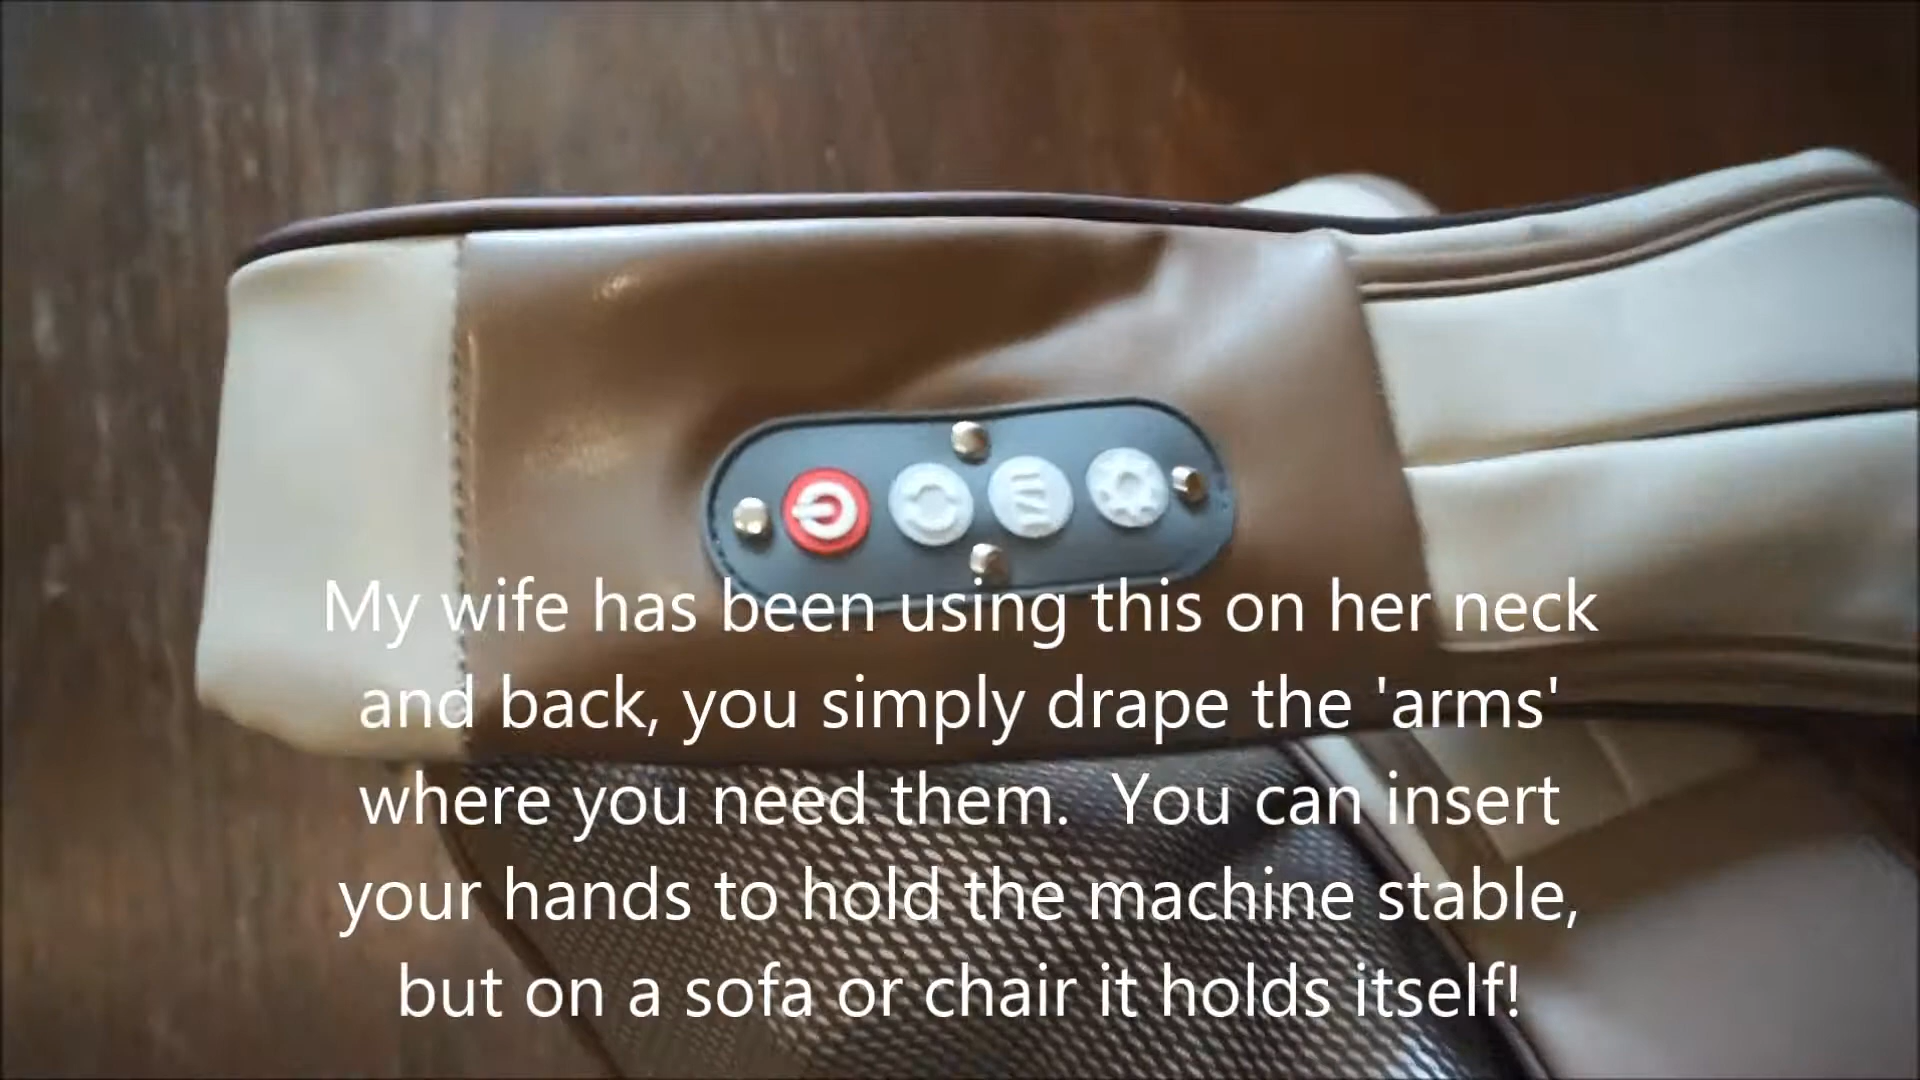 My wife has been using this on her neck
and back, you simply drape the 'arms'
where you need them.  You can insert
your hands to hold the machine stable,
but on a sofa or chair it holds itself!